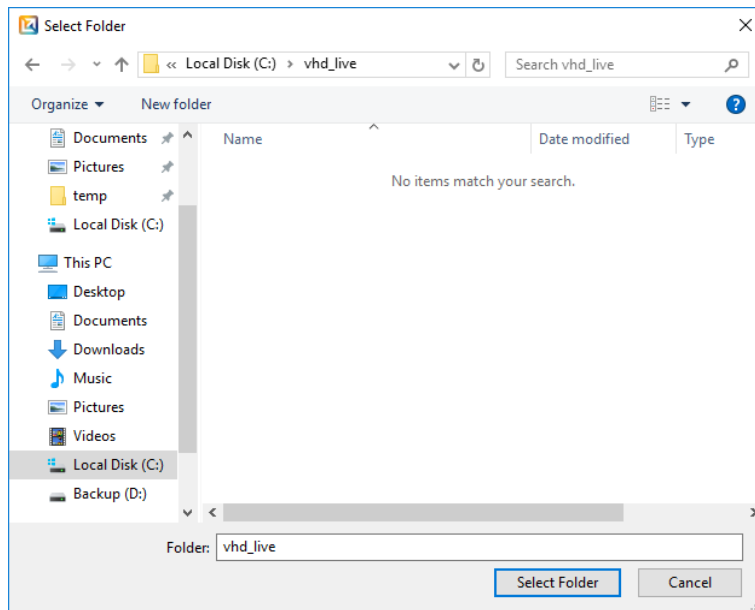 Select Folder
« Local Disk (C:) › vhd_live
Search vhd_live
Organize
New folder
?
Documents
Pictures
temp
Local Disk (C:)
This PC
Desktop
Documents
Downloads
Music
Pictures
Videos
Local Disk (C:)
Backup (D:)
Name
Date modified
Type
No items match your search.
Folder: vhd_live
Select Folder
Cancel